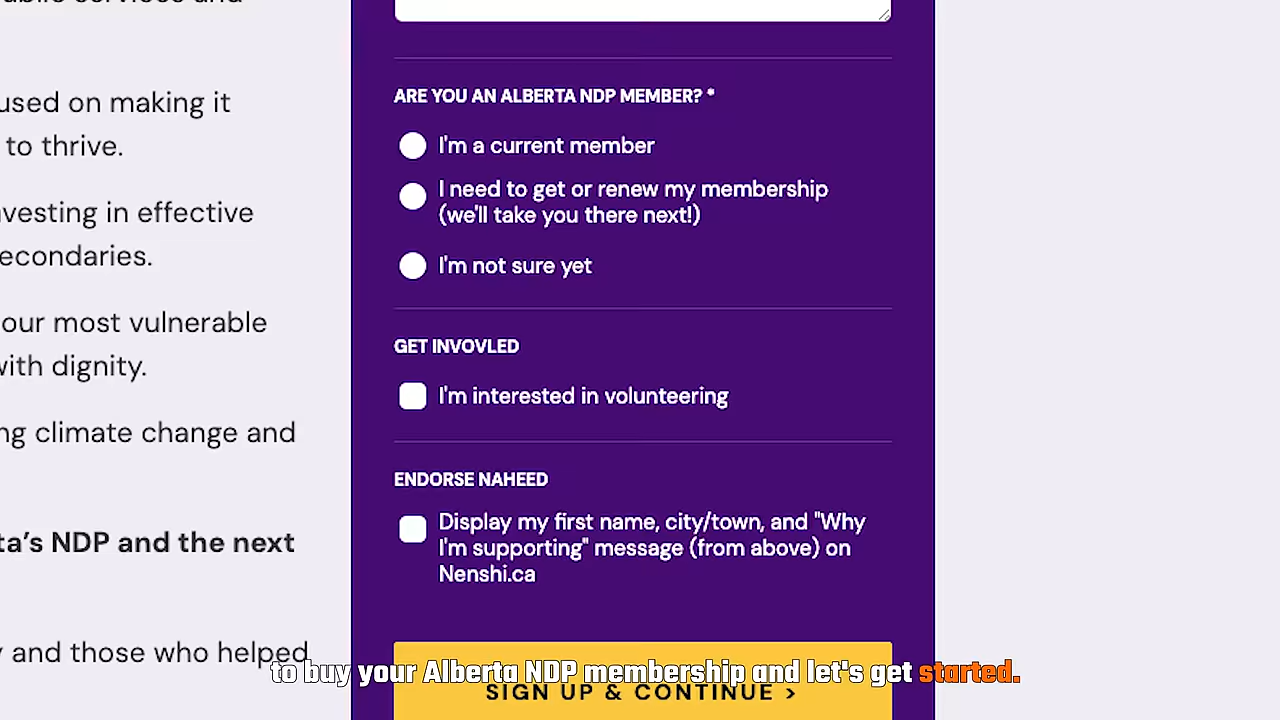 used on making it
to thrive.
nvesting in effective
econdaries.
our most vulnerable
with dignity.
ng climate change and
ta's NDP and the next
y and those who helped
ARE YOU AN ALBERTA NDP MEMBER? *
I'm a current member
I need to get or renew my membership
(we'll take you there next!)
I'm not sure yet
GET INVOVLED
I'm interested in volunteering
ENDORSE NAHEED
Display my first name, city/town, and "Why
I'm supporting" message (from above) on
Nenshi.ca
SIGN UP & CONTINUE >
to buy your Alberta NDP membership and let's get started.